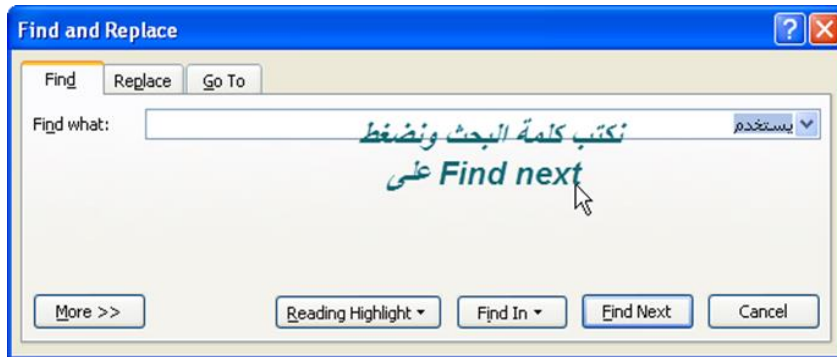 Find and Replace
Find Replace Go To
Find what: يستخدم
نكتب كلمة البحث ونضغط
على Find next
More >> Reading Highlight Find In Find Next Cancel